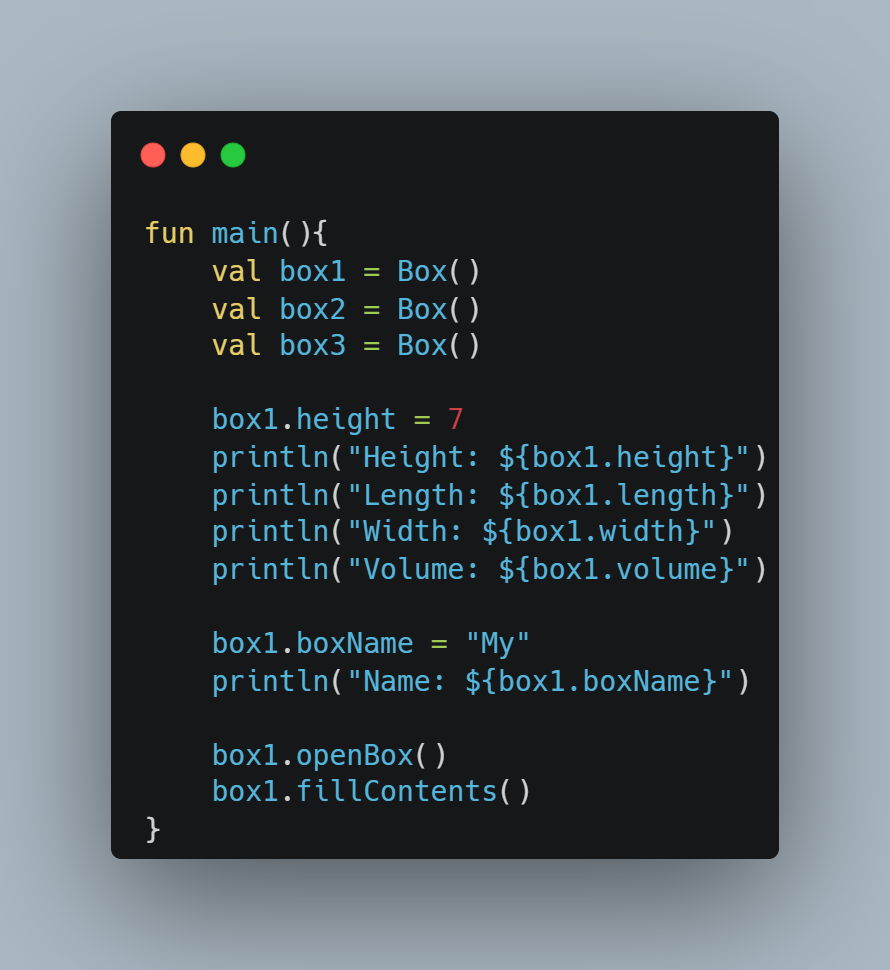 fun main(){
    val box1 = Box()
    val box2 = Box()
    val box3 = Box()

    box1.height = 7
    println("Height: ${box1.height}")
    println("Length: ${box1.length}")
    println("Width: ${box1.width}")
    println("Volume: ${box1.volume}")

    box1.boxName = "My"
    println("Name: ${box1.boxName}")

    box1.openBox()
    box1.fillContents()
}